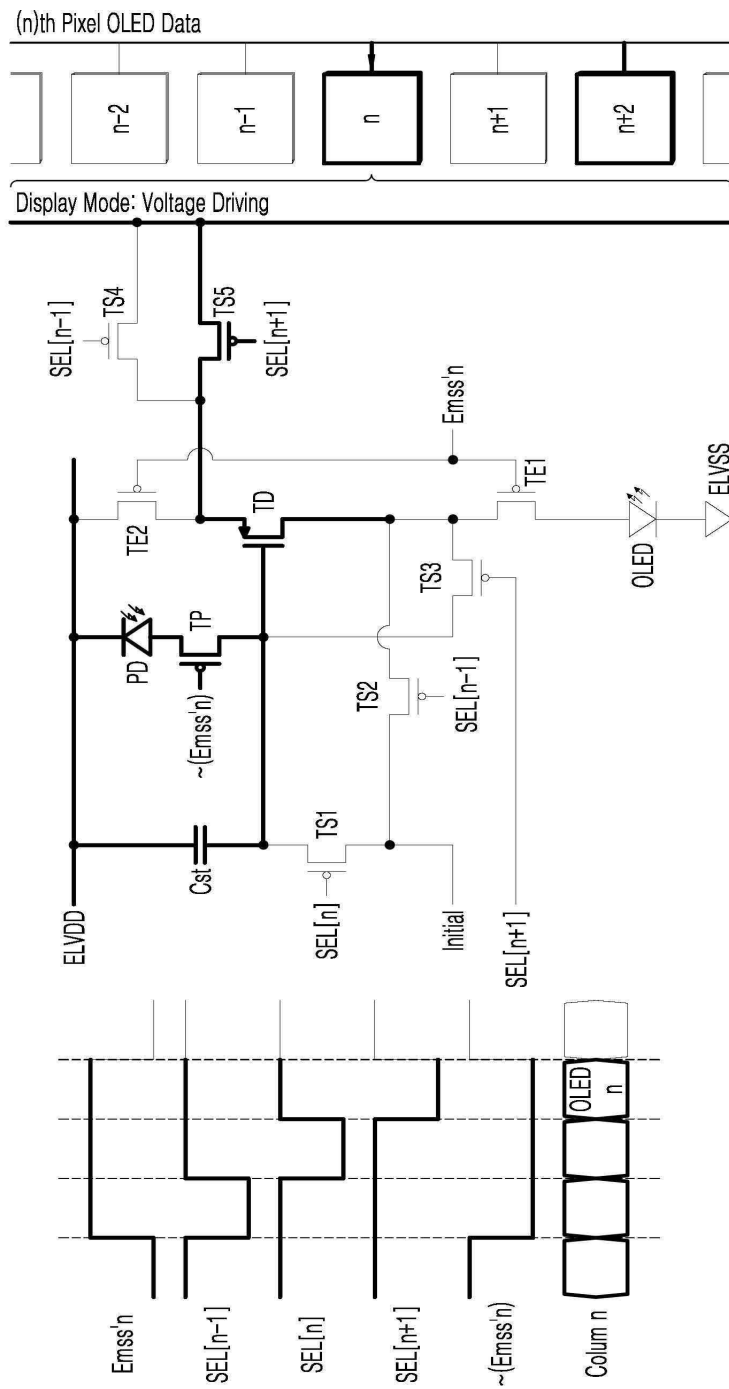 (n)th Pixel OLED Data
n-2
n-1
n
n+1
n+2
Display Mode: Voltage Driving
SEL[n-1]
TS4
TS5
SEL[n+1]
ELVDD
TE2
Emss'n
PD
TP
~(Emss'n)
TD
TE1
Cst
TS1
SEL[n]
TS2
SEL[n-1]
TS3
Initial
SEL[n+1]
OLED
ELVSS
Emss'n
SEL[n-1]
SEL[n]
SEL[n+1]
~(Emss'n)
Colum n
OLED
n